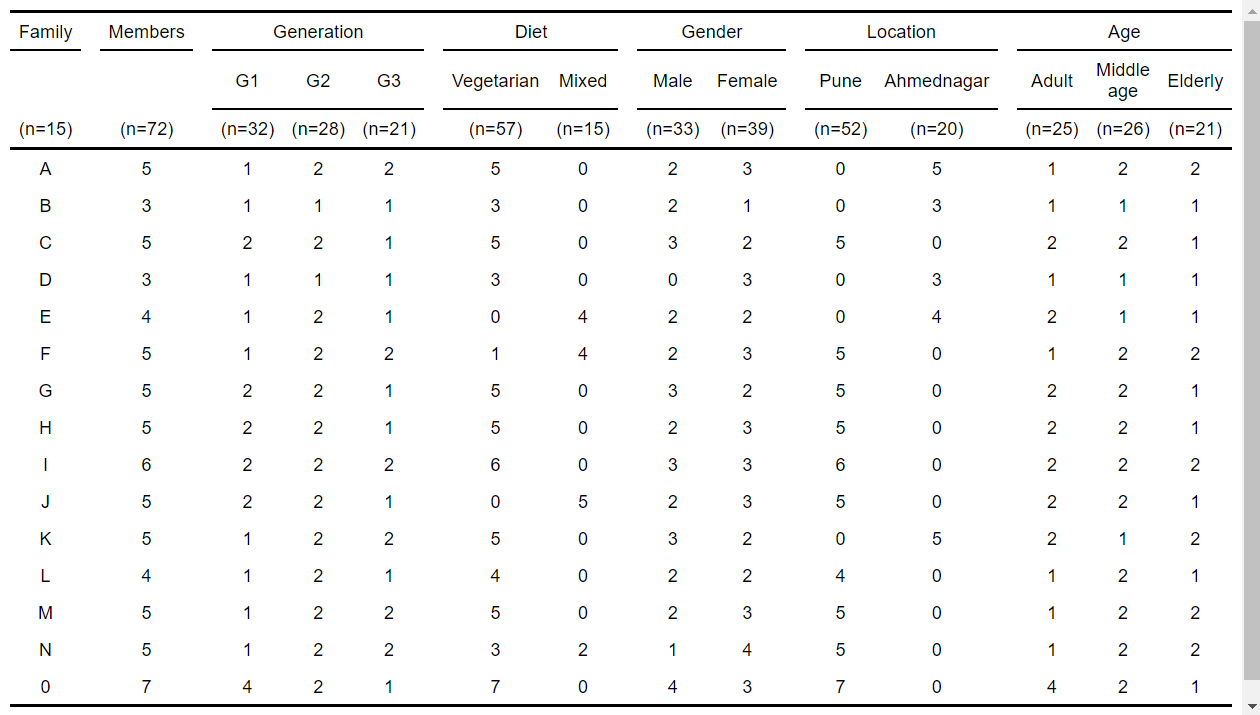 Family Members Generation Diet Gender Location Age
G1 G2 G3 Vegetarian Mixed Male Female Pune Ahmednagar Adult Middle age Elderly
(n=15) (n=72) (n=32) (n=28) (n=21) (n=57) (n=15) (n=33) (n=39) (n=52) (n=20) (n=25) (n=26) (n=21)
A 5 1 2 2 5 0 2 3 0 5 1 2 2
B 3 1 1 1 3 0 2 1 0 3 1 1 1
C 5 2 2 1 5 0 3 2 5 0 2 2 1
D 3 1 1 1 3 0 0 3 0 3 1 1 1
E 4 1 2 1 0 4 2 2 0 4 2 1 1
F 5 1 2 2 1 4 2 3 5 0 1 2 2
G 5 2 2 1 5 0 3 2 5 0 2 2 1
H 5 2 2 1 5 0 2 3 5 0 2 2 1
I 6 2 2 2 6 0 3 3 6 0 2 2 2
J 5 2 2 1 0 5 2 3 5 0 2 2 1
K 5 1 2 2 5 0 3 2 0 5 2 1 2
L 4 1 2 1 4 0 2 2 4 0 1 2 1
M 5 1 2 2 5 0 2 3 5 0 1 2 2
N 5 1 2 2 3 2 1 4 5 0 1 2 2
0 7 4 2 1 7 0 4 3 7 0 4 2 1